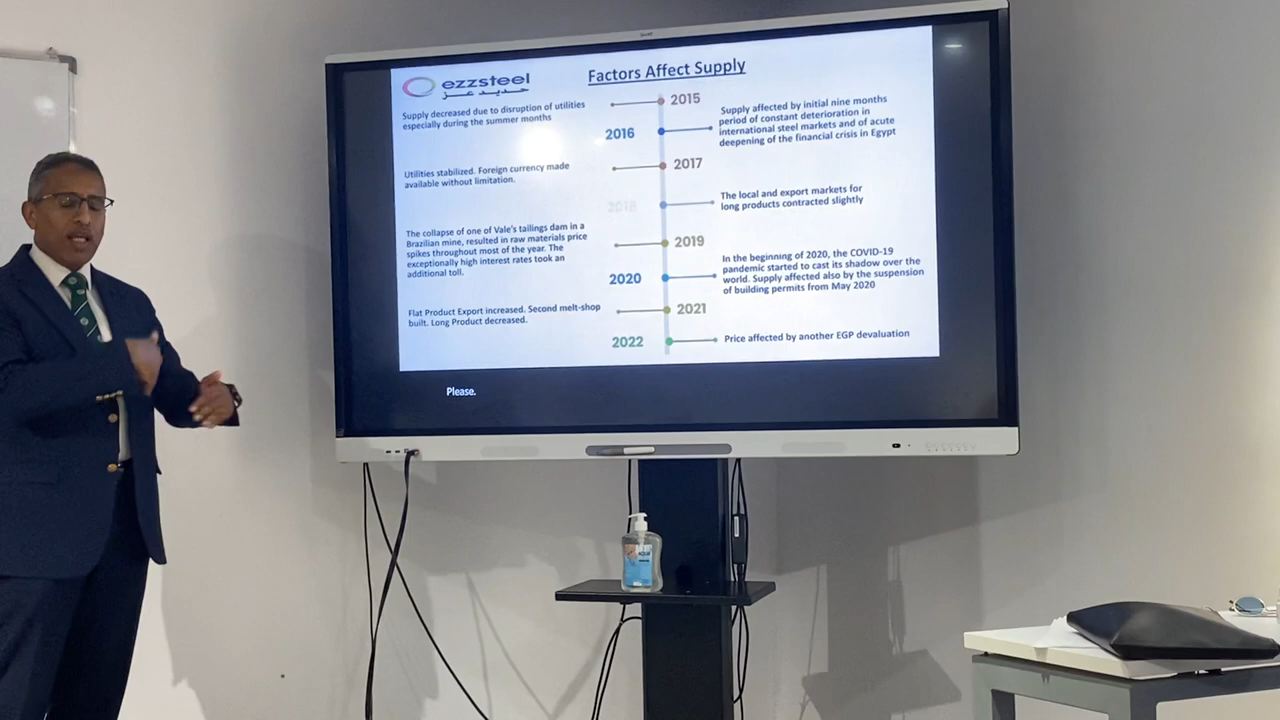 ezzsteel
حديد عز
Factors Affect Supply
2015
Supply decreased due to disruption of utilities
especially during the summer months
2016
Supply affected by initial nine months
period of constant deterioration in
international steel markets and of acute
deepening of the financial crisis in Egypt
2017
Utilities stabilized. Foreign currency made
available without limitation.
2018
The local and export markets for
long products contracted slightly
2019
The collapse of one of Vale's tailings dam in a
Brazilian mine, resulted in raw materials price
spikes throughout most of the year. The
exceptionally high interest rates took an
additional toll.
2020
In the beginning of 2020, the COVID-19
pandemic started to cast its shadow over the
world. Supply affected also by the suspension
of building permits from May 2020
2021
Flat Product Export increased. Second melt-shop
built. Long Product decreased.
2022
Price affected by another EGP devaluation
Please.